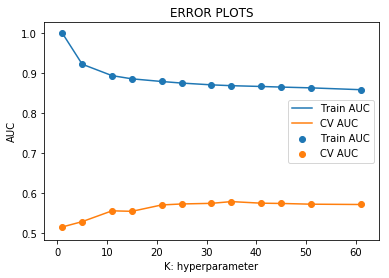 ERROR PLOTS
1.0
0.9
0.8
0.7
0.6
0.5
AUC
Train AUC
CV AUC
Train AUC
CV AUC
0 10 20 30 40 50 60
K: hyperparameter